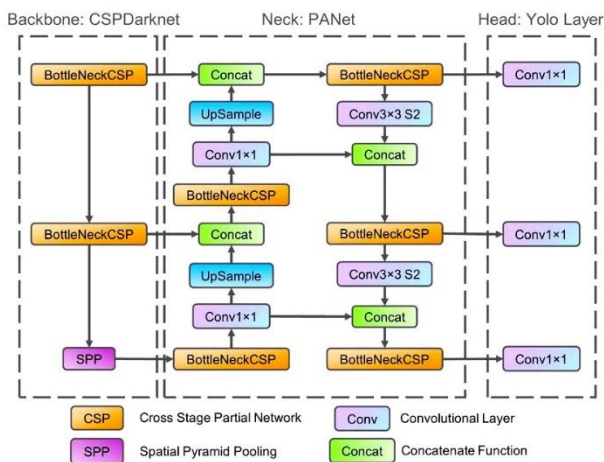 Backbone: CSPDarknet
Neck: PANet
Head: Yolo Layer
BottleNeckCSP
Concat
BottleNeckCSP
Conv1×1
UpSample
Conv3×3 S2
Conv1×1
Concat
BottleNeckCSP
BottleNeckCSP
Concat
BottleNeckCSP
Conv1×1
UpSample
Conv3×3 S2
Conv1×1
Concat
SPP
BottleNeckCSP
BottleNeckCSP
Conv1×1
CSP
Cross Stage Partial Network
Conv
Convolutional Layer
SPP
Spatial Pyramid Pooling
Concat
Concatenate Function